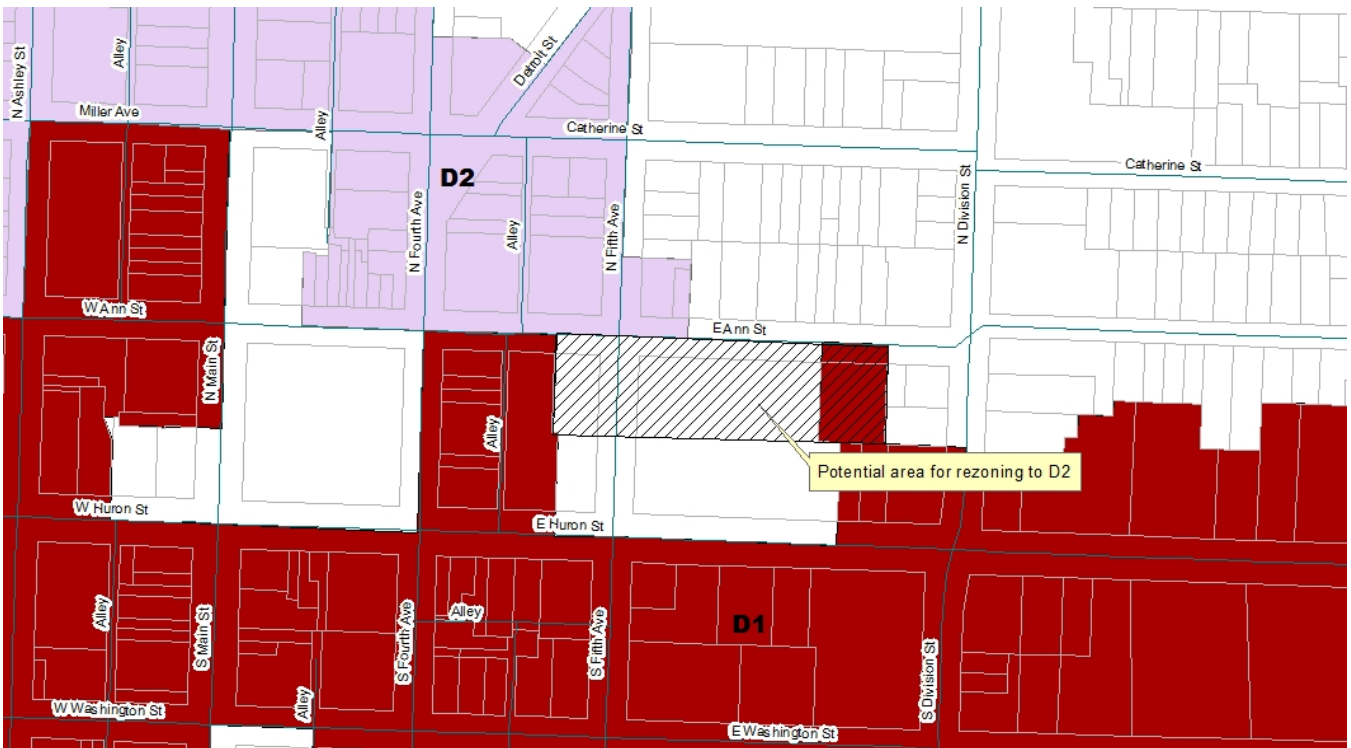 N Ashley St
Alley
Detroit St
Miller Ave
Alley
Catherine St
Catherine St
D2
N Fourth Ave
Alley
N Fifth Ave
N Division St
W Ann St
E Ann St
N Main St
Alley
Potential area for rezoning to D2
W Huron St
E Huron St
Alley
S Main St
S Fourth Ave
Alley
S Fifth Ave
D1
S Division St
Alley
W Washington St
E Washington St